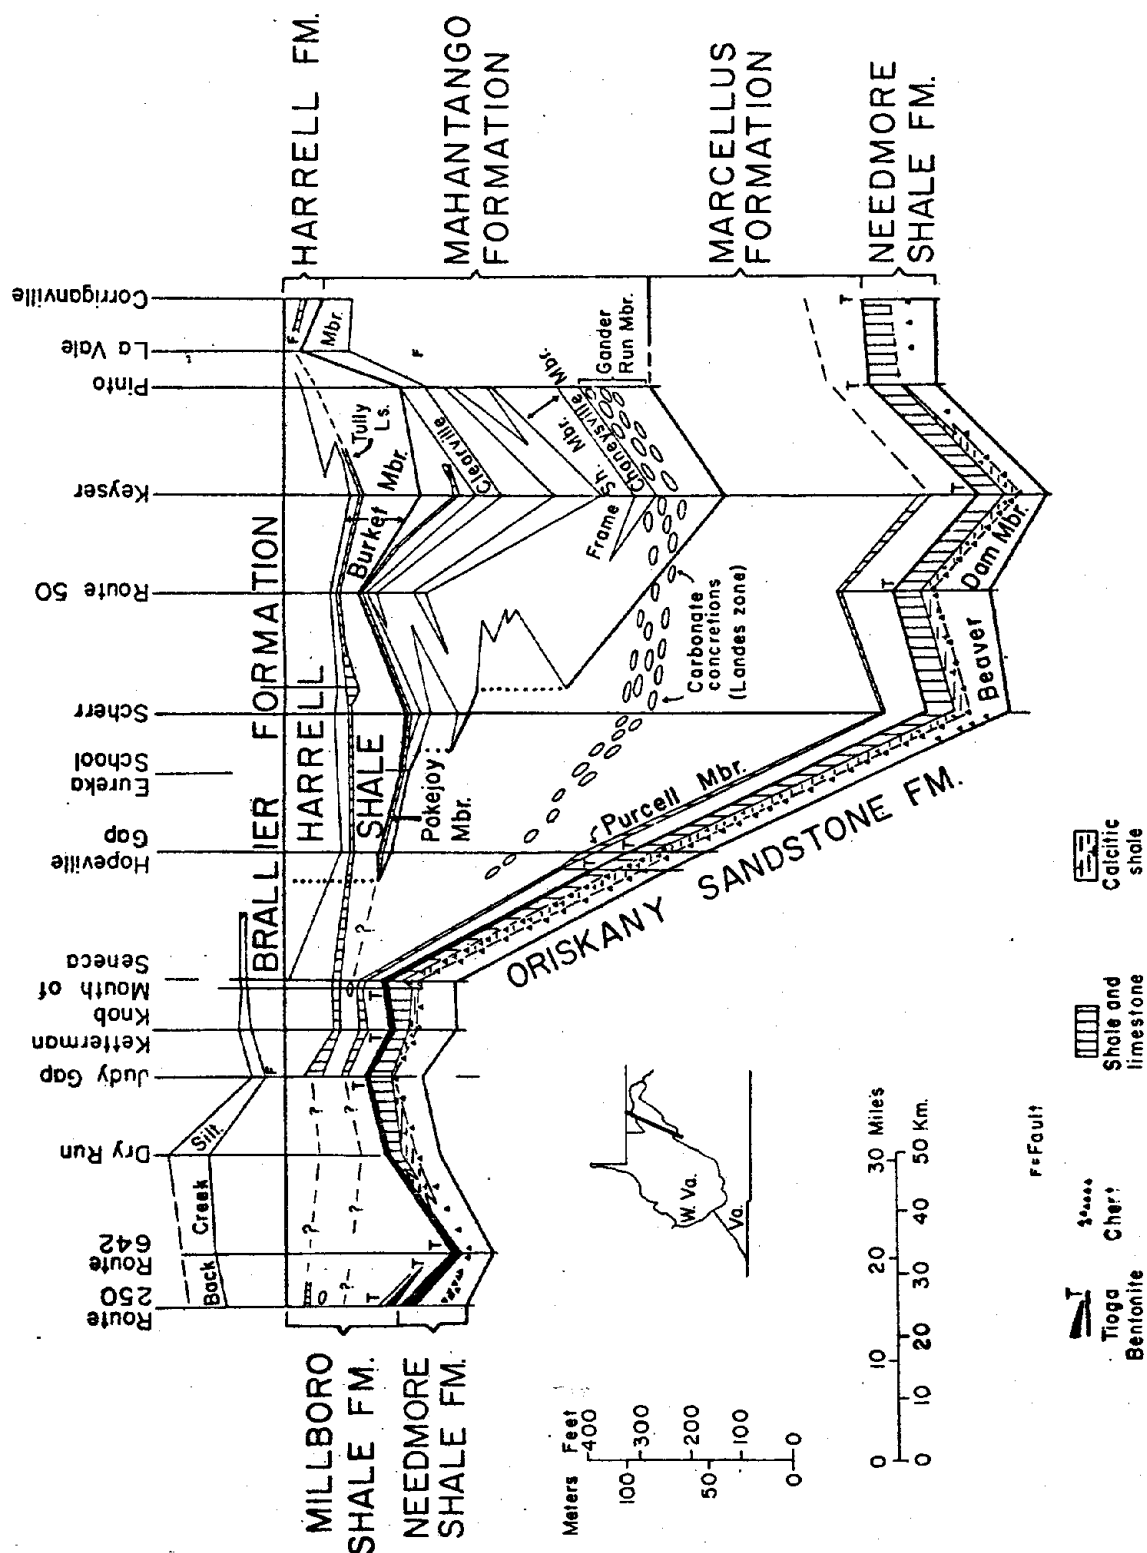 Route
250
Route
642
Dry Run
Judy Gap
Ketterman
Knob
Mouth of
Seneca
Hopeville
Gap
Eureka
School
Scherr
Route 50
Keyser
Pinto
La Vale
Corriganville
HARRELL FM.
MAHANTANGO
FORMATION
MARCELLUS
FORMATION
NEEDMORE
SHALE FM.
MILLBORO
SHALE FM.
NEEDMORE
SHALE FM.
BRALLIER FORMATION
HARRELL
SHALE
Back Creek Silt.
F
F
F
Mbr.
Tully
Ls.
Burket Mbr.
Clearville
Mbr.
Frame Sh. Mbr.
Chaneysville
Gander
Run Mbr.
Pokejoy
Mbr.
Carbonate
concretions
(Landes zone)
Purcell Mbr.
Beaver Dam Mbr.
ORISKANY SANDSTONE FM.
T
T
T
T
T
T
T
T
T
T
T
?
?
?
?
?
?
?
W. Va.
Va.
Meters Feet
100
50
0
400
300
200
100
0 10 20 30 Miles
0 10 20 30 40 50 Km.
T
Tioga
Bentonite
Chert
F=Fault
Shale and
limestone
Calcitic
shale